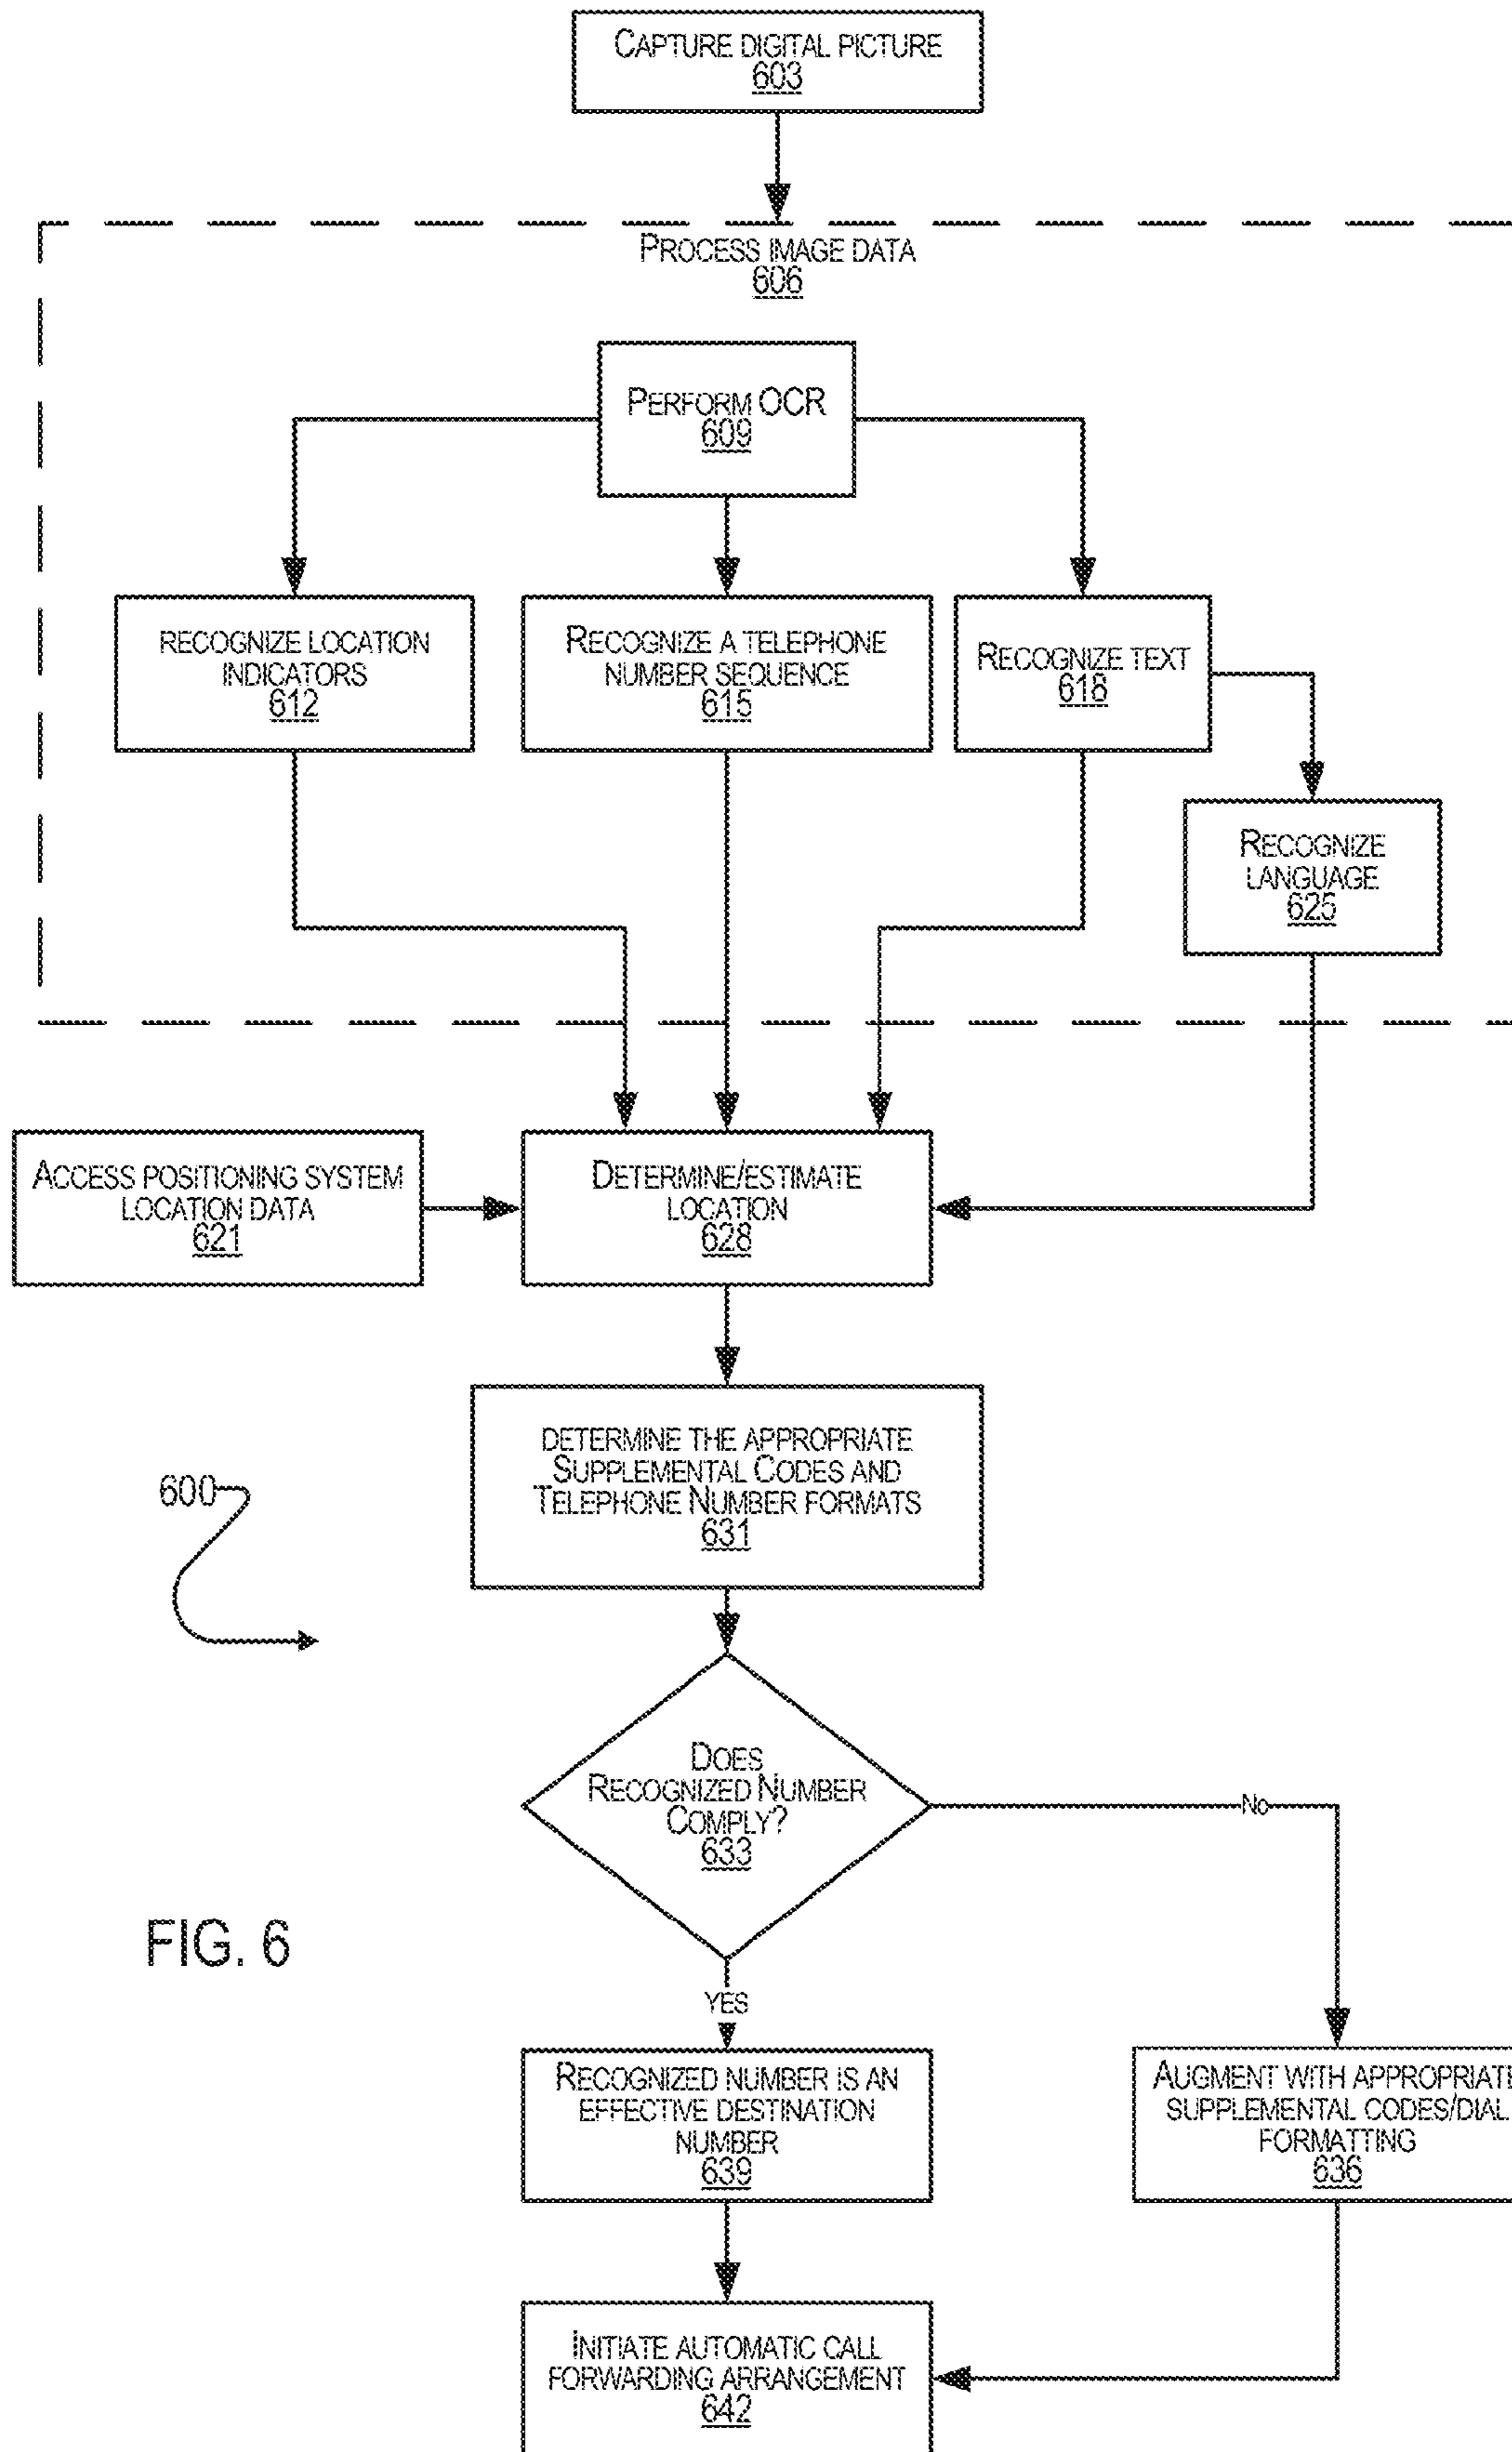 CAPTURE DIGITAL PICTURE
603
PROCESS IMAGE DATA
606
PERFORM OCR
609
RECOGNIZE LOCATION
INDICATORS
612
RECOGNIZE A TELEPHONE
NUMBER SEQUENCE
615
RECOGNIZE TEXT
618
RECOGNIZE
LANGUAGE
625
ACCESS POSITIONING SYSTEM
LOCATION DATA
621
DETERMINE/ESTIMATE
LOCATION
628
DETERMINE THE APPROPRIATE
SUPPLEMENTAL CODES AND
TELEPHONE NUMBER FORMATS
631
600
DOES
RECOGNIZED NUMBER
COMPLY?
633
NO
FIG. 6
YES
RECOGNIZED NUMBER IS AN
EFFECTIVE DESTINATION
NUMBER
639
AUGMENT WITH APPROPRIATE
SUPPLEMENTAL CODES/DIAL
FORMATTING
636
INITIATE AUTOMATIC CALL
FORWARDING ARRANGEMENT
642